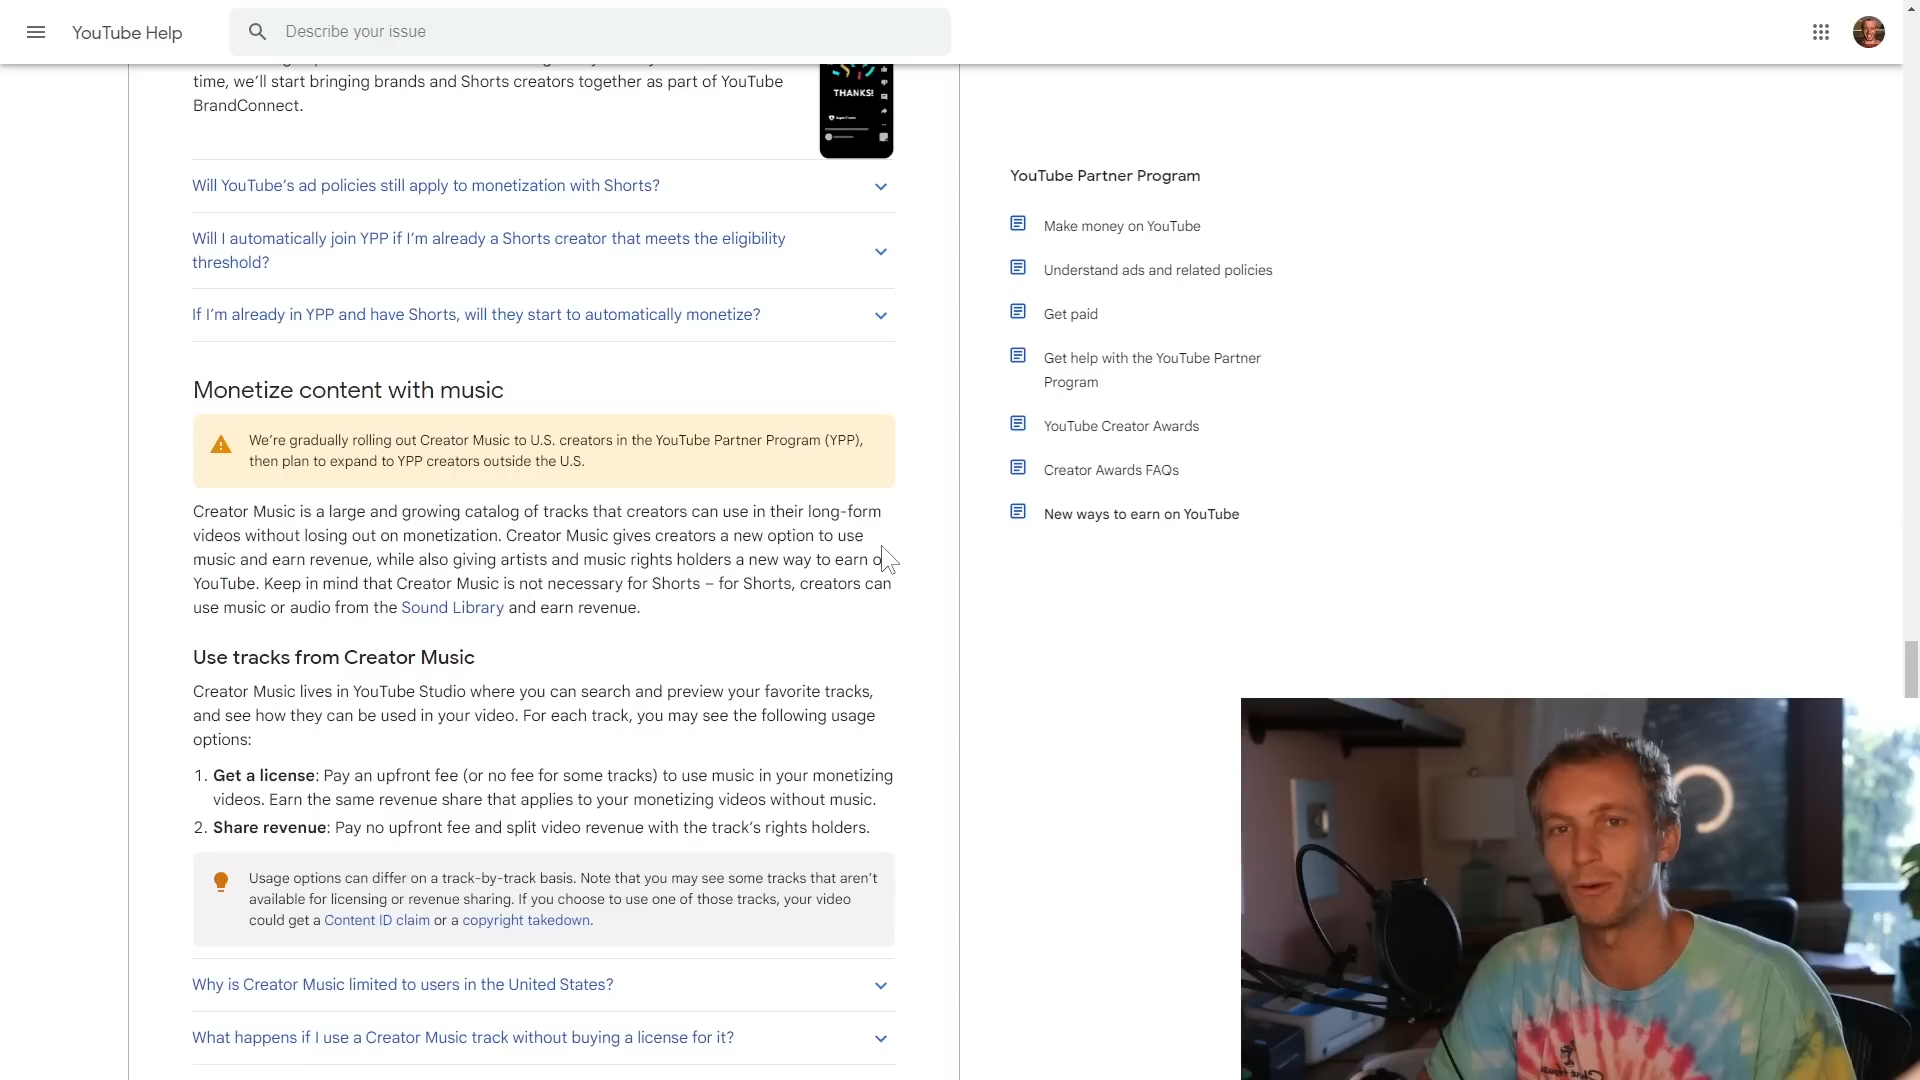 YouTube Help
Describe your issue
time, we'll start bringing brands and Shorts creators together as part of YouTube
BrandConnect.
THANKS!
Will YouTube's ad policies still apply to monetization with Shorts?
Will I automatically join YPP if I'm already a Shorts creator that meets the eligibility
threshold?
If I'm already in YPP and have Shorts, will they start to automatically monetize?
Monetize content with music
We're gradually rolling out Creator Music to U.S. creators in the YouTube Partner Program (YPP),
then plan to expand to YPP creators outside the U.S.
Creator Music is a large and growing catalog of tracks that creators can use in their long-form
videos without losing out on monetization. Creator Music gives creators a new option to use
music and earn revenue, while also giving artists and music rights holders a new way to earn
YouTube. Keep in mind that Creator Music is not necessary for Shorts – for Shorts, creators can
use music or audio from the Sound Library and earn revenue.
Use tracks from Creator Music
Creator Music lives in YouTube Studio where you can search and preview your favorite tracks,
and see how they can be used in your video. For each track, you may see the following usage
options:
1. Get a license: Pay an upfront fee (or no fee for some tracks) to use music in your monetizing
videos. Earn the same revenue share that applies to your monetizing videos without music.
2. Share revenue: Pay no upfront fee and split video revenue with the track's rights holders.
Usage options can differ on a track-by-track basis. Note that you may see some tracks that aren't
available for licensing or revenue sharing. If you choose to use one of those tracks, your video
could get a Content ID claim or a copyright takedown.
Why is Creator Music limited to users in the United States?
What happens if I use a Creator Music track without buying a license for it?
YouTube Partner Program
Make money on YouTube
Understand ads and related policies
Get paid
Get help with the YouTube Partner
Program
YouTube Creator Awards
Creator Awards FAQs
New ways to earn on YouTube